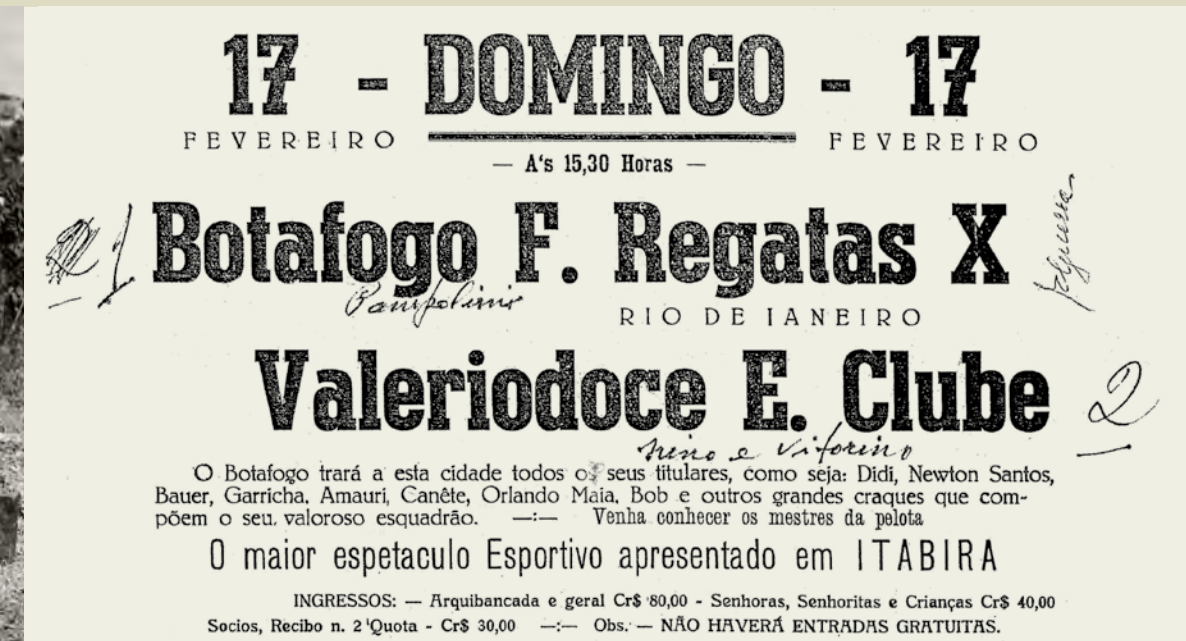 17 - DOMINGO - 17
FEVEREIRO FEVEREIRO
— A's 15,30 Horas —
1 Botafogo F. Regatas X
Pampolini
RIO DE IANEIRO
Valeriodoce E. Clube 2
Nino e Vitorino
O Botafogo trará a esta cidade todos os seus titulares, como seja: Didi, Newton Santos,
Bauer, Garricha, Amauri, Canête, Orlando Maia, Bob e outros grandes craques que com-
põem o seu. valoroso esquadrão. —:— Venha conhecer os mestres da pelota
O maior espetaculo Esportivo apresentado em ITABIRA
INGRESSOS: — Arquibancada e geral Cr$ 80,00 - Senhoras, Senhoritas e Crianças Cr$ 40,00
Socios, Recibo n. 2 Quota - Cr$ 30,00 —:— Obs. — NÃO HAVERÁ ENTRADAS GRATUITAS.